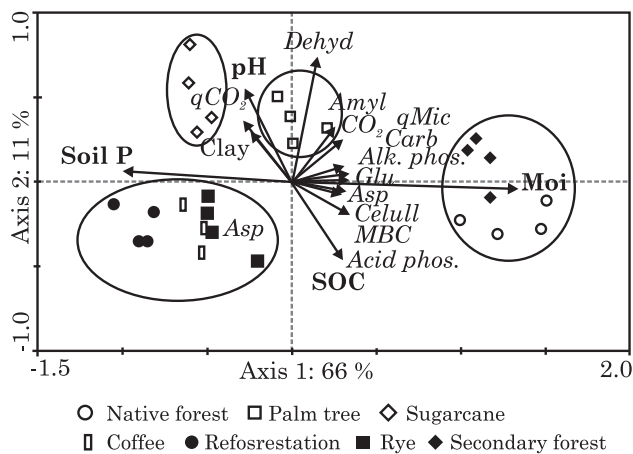 1.0
Dehyd
pH
qCO2
Amyl
CO2 qMic
Carb
Clay
Alk. phos.
Soil P
Glu
Moi
Asp
Asp
Celull
MBC
Acid phos.
SOC
Axis 2: 11 %
-1.0
-1.5
Axis 1: 66 %
2.0
Native forest
Palm tree
Sugarcane
Coffee
Refosrestation
Rye
Secondary forest